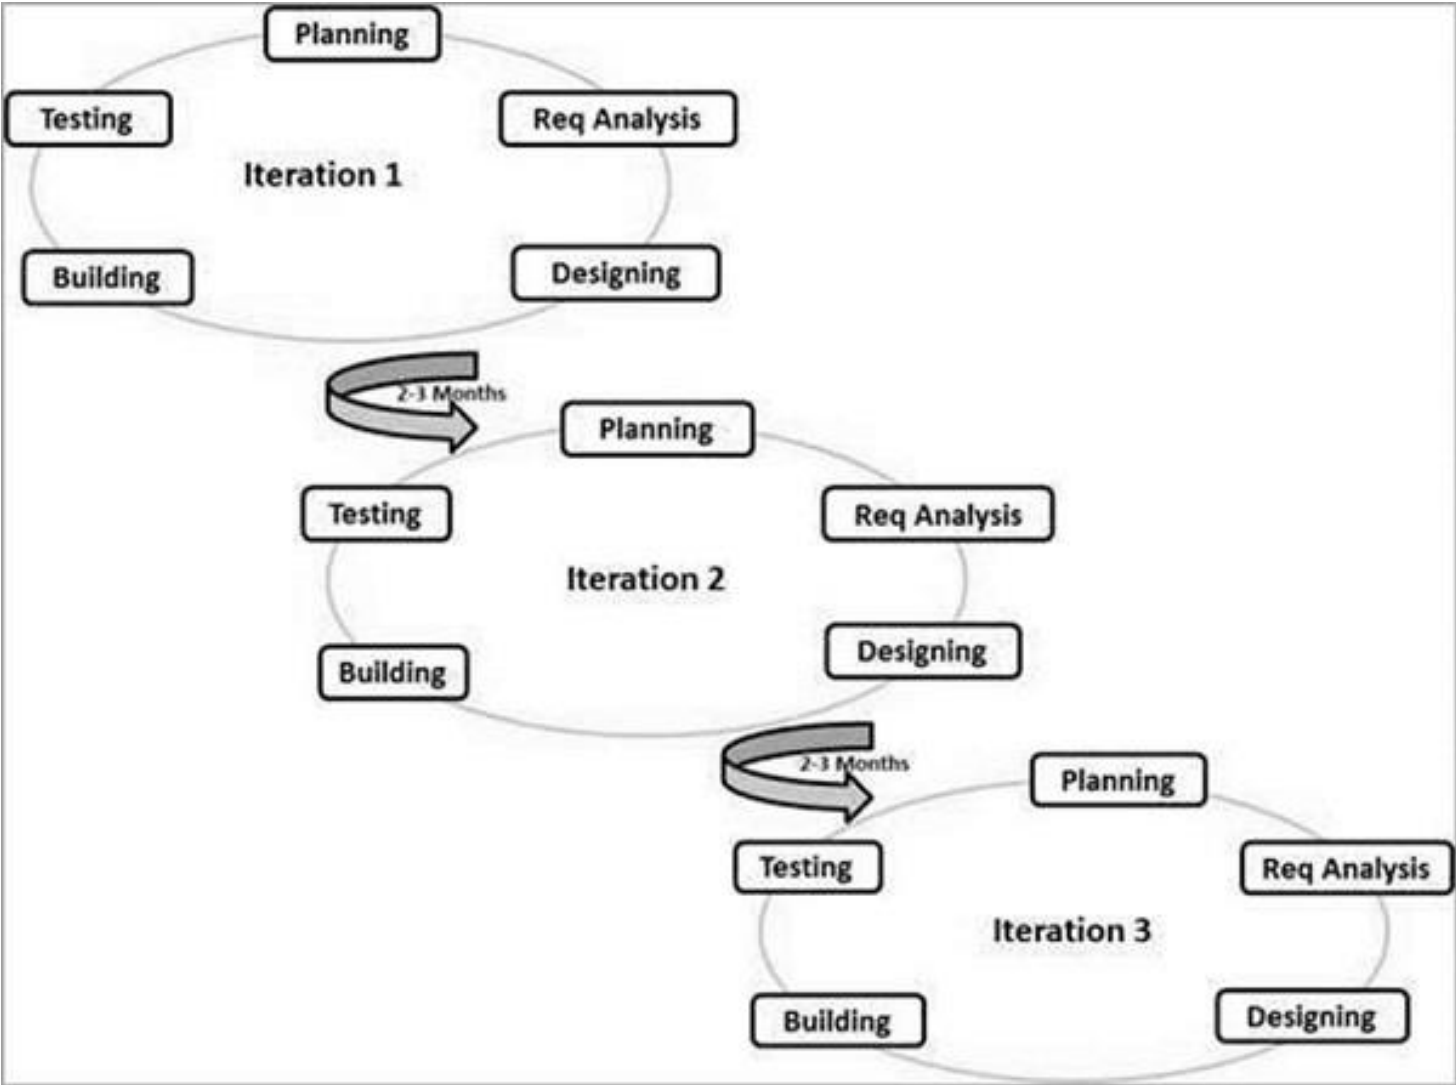 Planning
Testing
Req Analysis
Iteration 1
Building
Designing
2-3 Months
Planning
Testing
Req Analysis
Iteration 2
Building
Designing
2-3 Months
Planning
Testing
Req Analysis
Iteration 3
Building
Designing